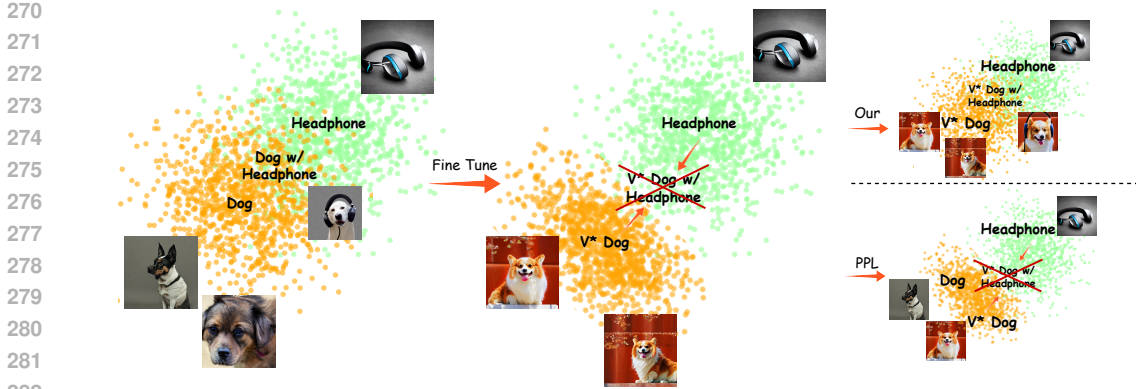 270
271
272
273
274
275
276
277
278
279
280
281
Headphone
Dog w/
Headphone
Dog
Fine Tune
Headphone
V* Dog w/
Headphone
V* Dog
Our
Headphone
V* Dog w/
Headphone
V* Dog
PPL
Headphone
V* Dog w/
Headphone
Dog
V* Dog